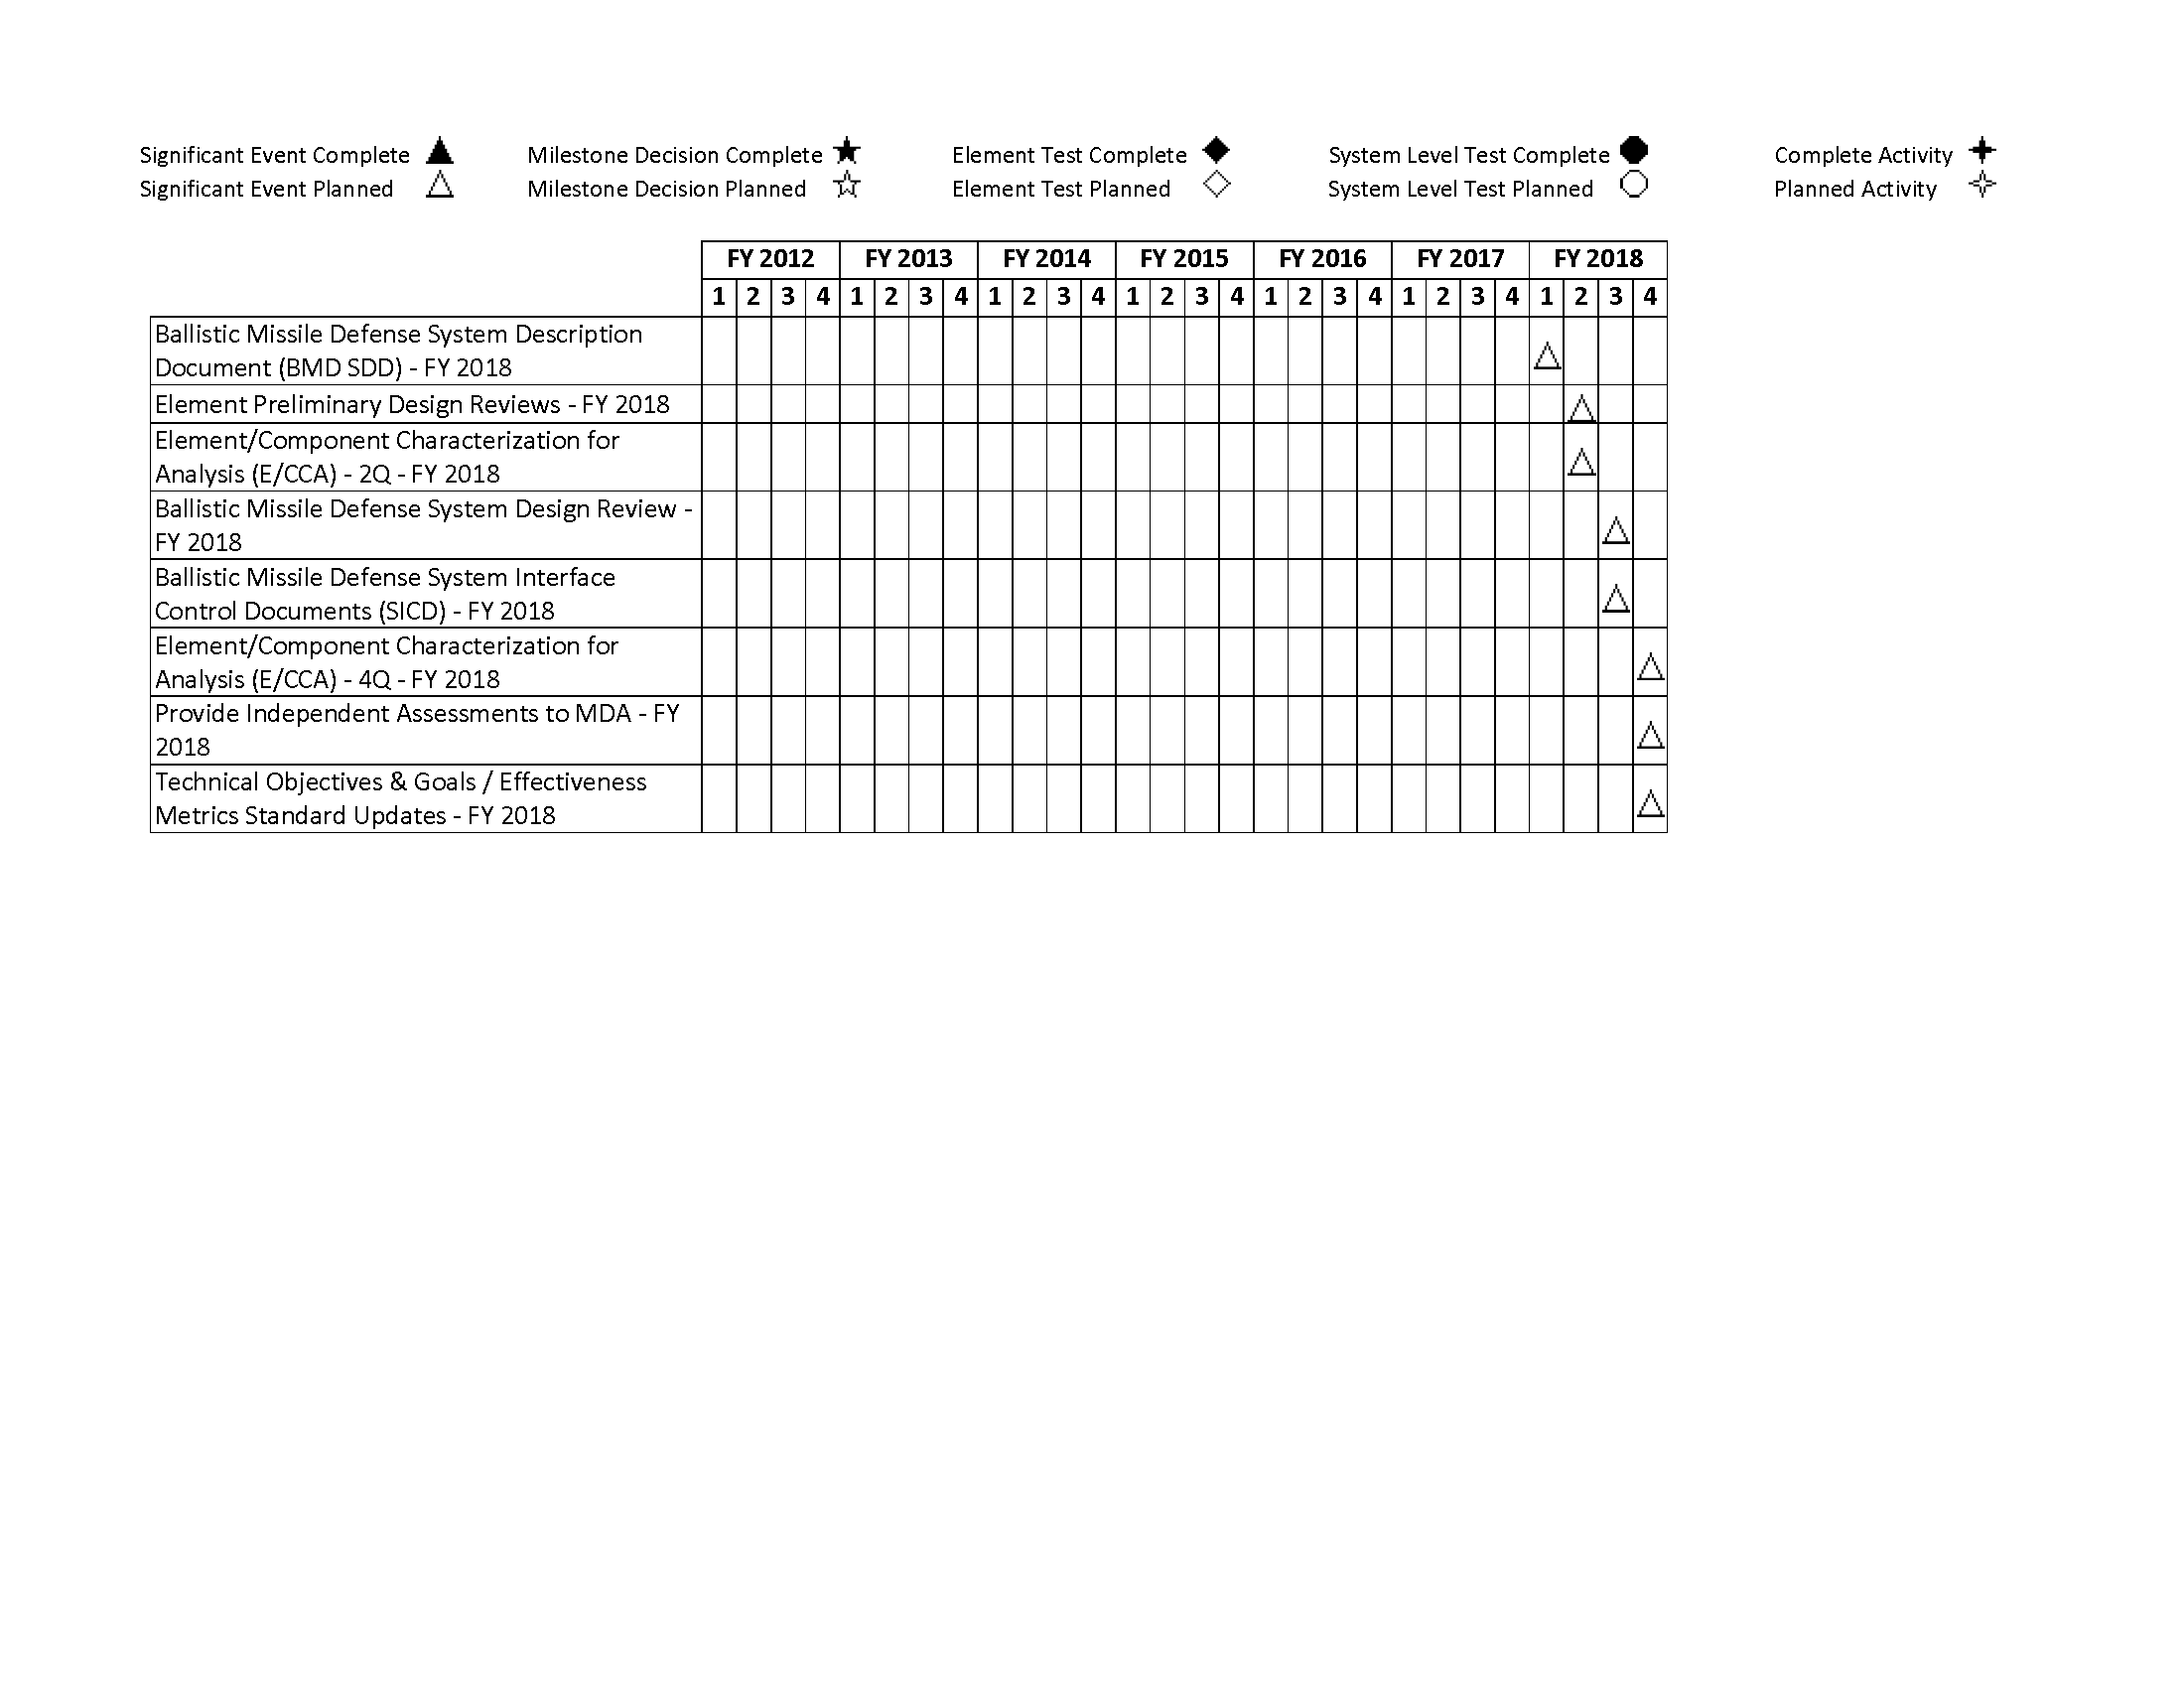 Significant Event Complete Milestone Decision Complete Element Test Complete System Level Test Complete Complete Activity
Significant Event Planned Milestone Decision Planned Element Test Planned System Level Test Planned Planned Activity
FY 2012 FY 2013 FY 2014 FY 2015 FY 2016 FY 2017 FY 2018
1 2 3 4 1 2 3 4 1 2 3 4 1 2 3 4 1 2 3 4 1 2 3 4 1 2 3 4
Ballistic Missile Defense System Description
Document (BMD SDD) - FY 2018
Element Preliminary Design Reviews - FY 2018
Element/Component Characterization for
Analysis (E/CCA) - 2Q - FY 2018
Ballistic Missile Defense System Design Review -
FY 2018
Ballistic Missile Defense System Interface
Control Documents (SICD) - FY 2018
Element/Component Characterization for
Analysis (E/CCA) - 4Q - FY 2018
Provide Independent Assessments to MDA - FY
2018
Technical Objectives & Goals / Effectiveness
Metrics Standard Updates - FY 2018